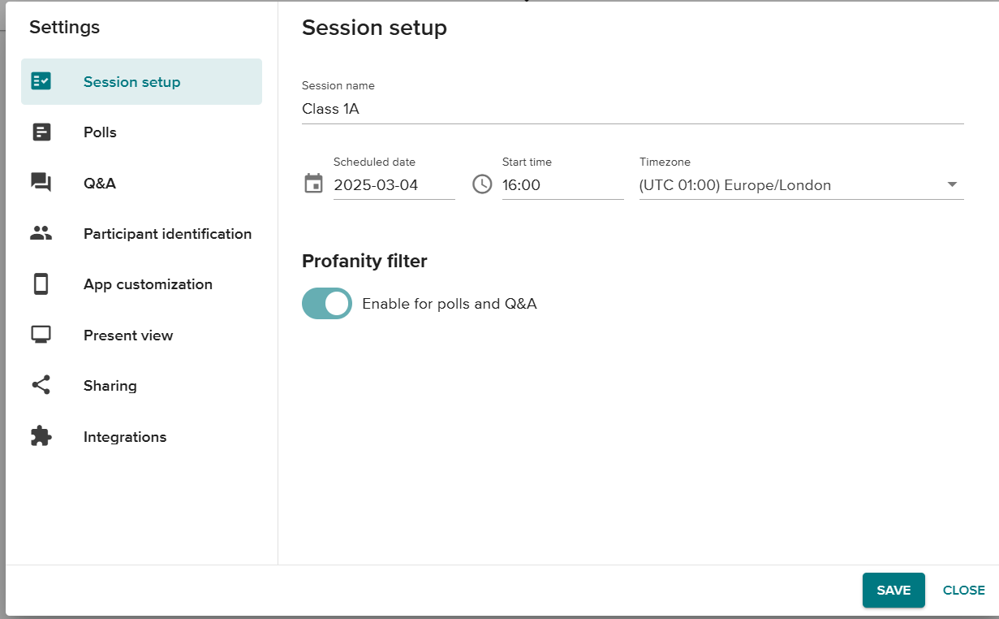 Settings
Session setup
Polls
Q&A
Participant identification
App customization
Present view
Sharing
Integrations
Session setup
Session name
Class 1A
Scheduled date
2025-03-04
Start time
16:00
Timezone
(UTC 01:00) Europe/London
Profanity filter
Enable for polls and Q&A
SAVE
CLOSE